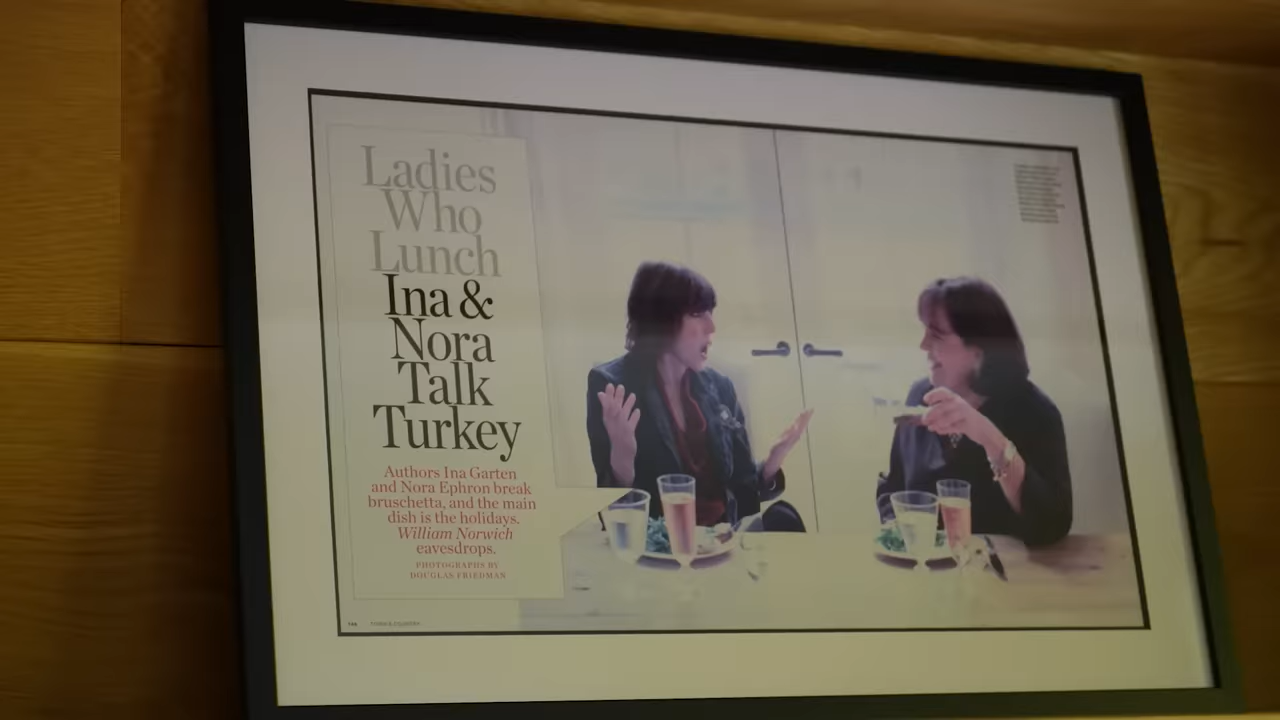 Ladies
Who
Lunch
Ina &
Nora
Talk
Turkey
Authors Ina Garten
and Nora Ephron break
bruschetta, and the main
dish is the holidays.
William Norwich
eavesdrops.
PHOTOGRAPHS BY
DOUGLAS FRIEDMAN